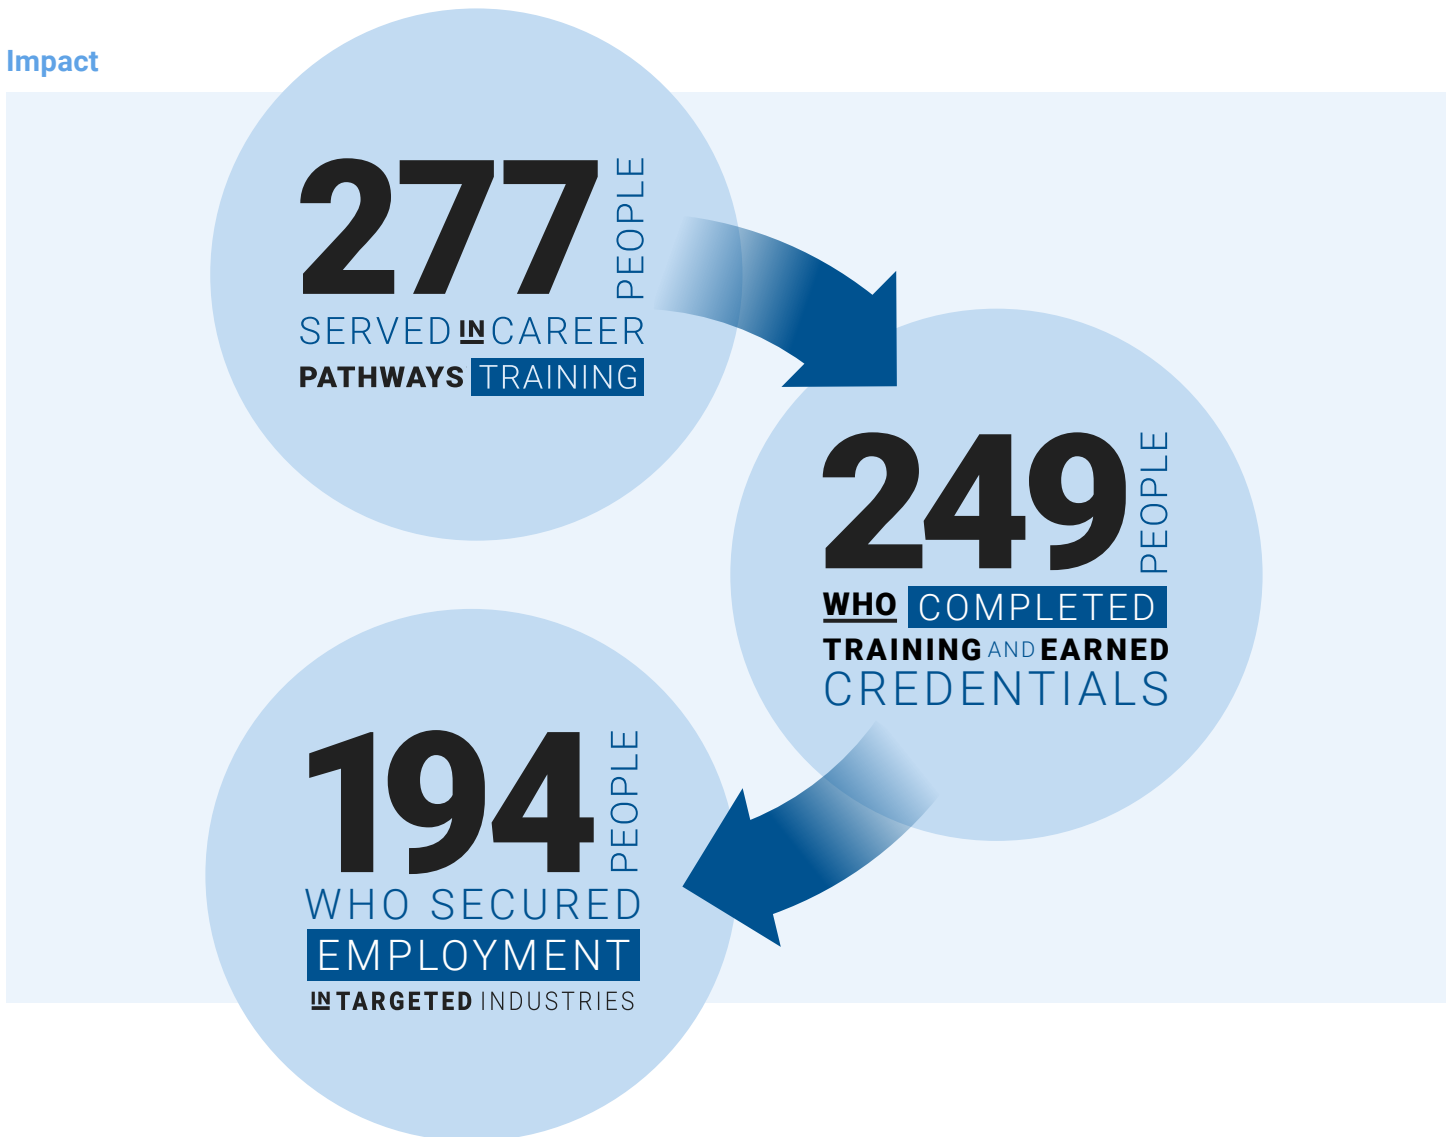 Impact
277 PEOPLE
SERVED IN CAREER
PATHWAYS TRAINING
249 PEOPLE
WHO COMPLETED
TRAINING AND EARNED
CREDENTIALS
194 PEOPLE
WHO SECURED
EMPLOYMENT
IN TARGETED INDUSTRIES